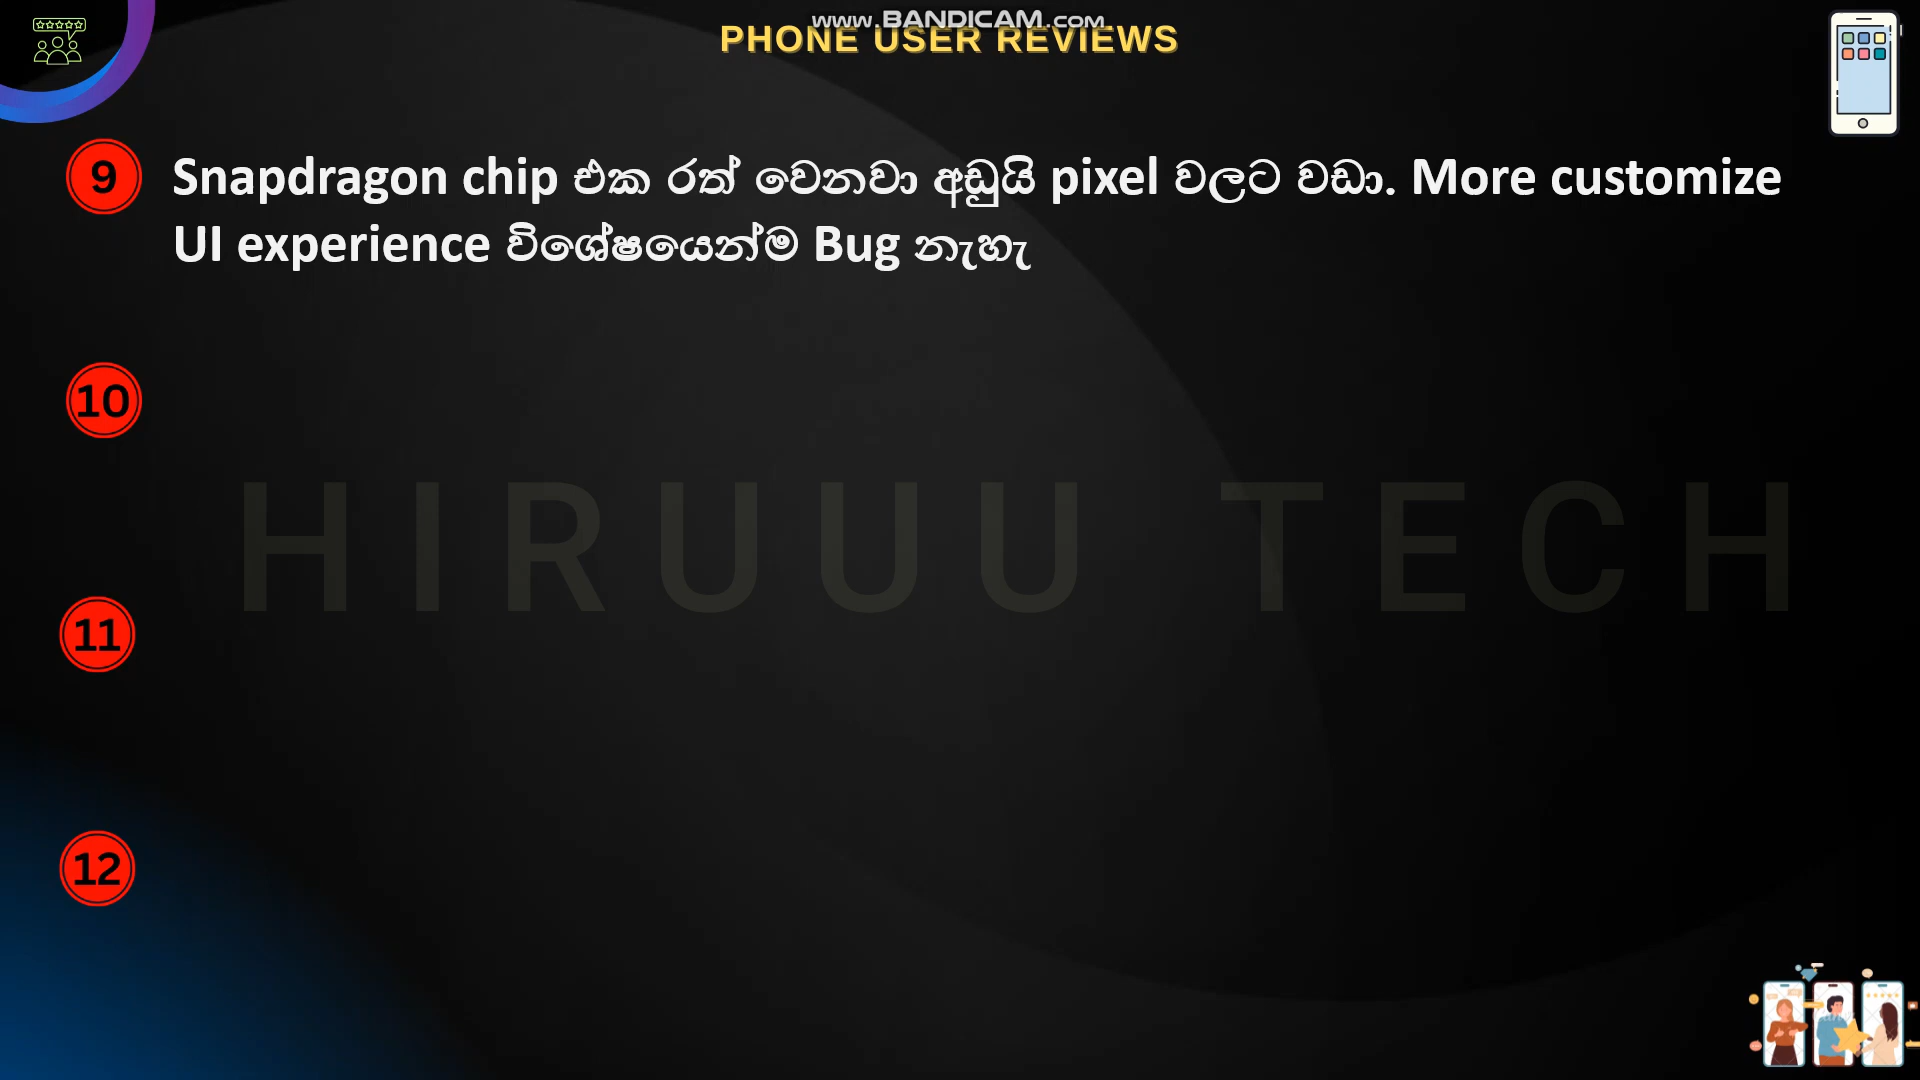 www.BANDICAM.com
PHONE USER REVIEWS
9 Snapdragon chip එක රත් වෙනවා අඩුයි pixel වලට වඩා. More customize
UI experience විශේෂයෙන්ම Bug නැහැ
10
HIRUUU TECH
11
12